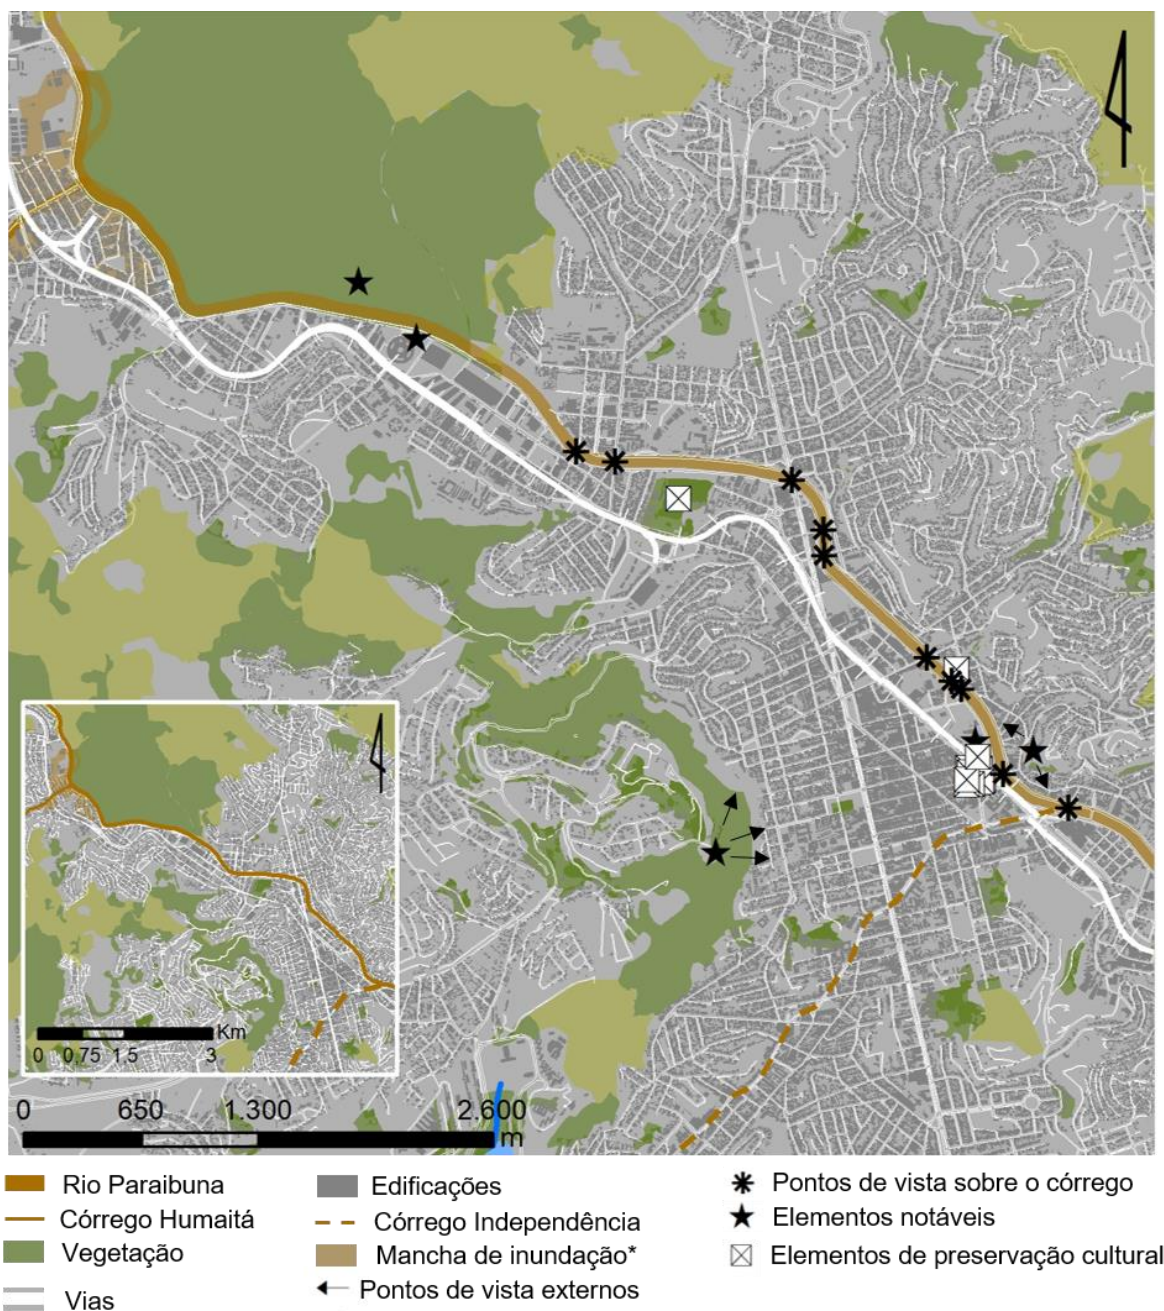 Km
0 0,75 1,5 3
0 650 1.300 2.600
m
Rio Paraibuna
Córrego Humaitá
Vegetação
Vias
Edificações
Córrego Independência
Mancha de inundação*
Pontos de vista externos
Pontos de vista sobre o córrego
Elementos notáveis
Elementos de preservação cultural